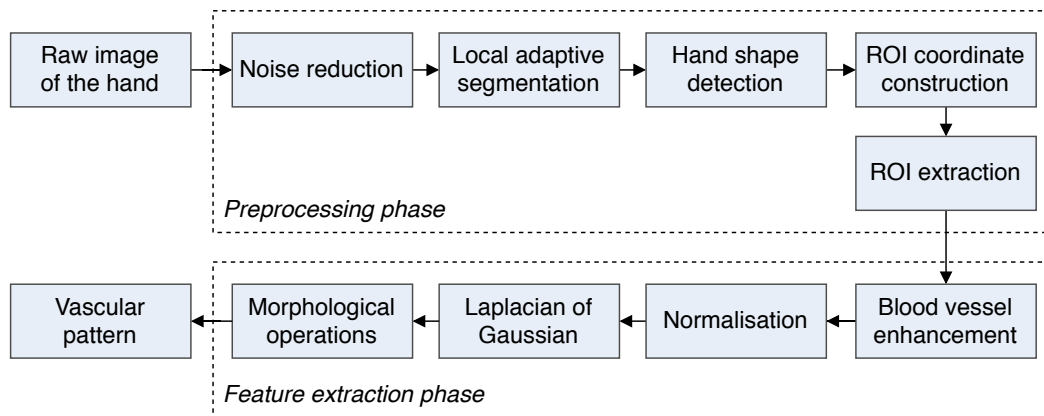 Raw image
of the hand
Noise reduction
Local adaptive
segmentation
Hand shape
detection
ROI coordinate
construction
ROI extraction
Preprocessing phase
Vascular
pattern
Morphological
operations
Laplacian of
Gaussian
Normalisation
Blood vessel
enhancement
Feature extraction phase